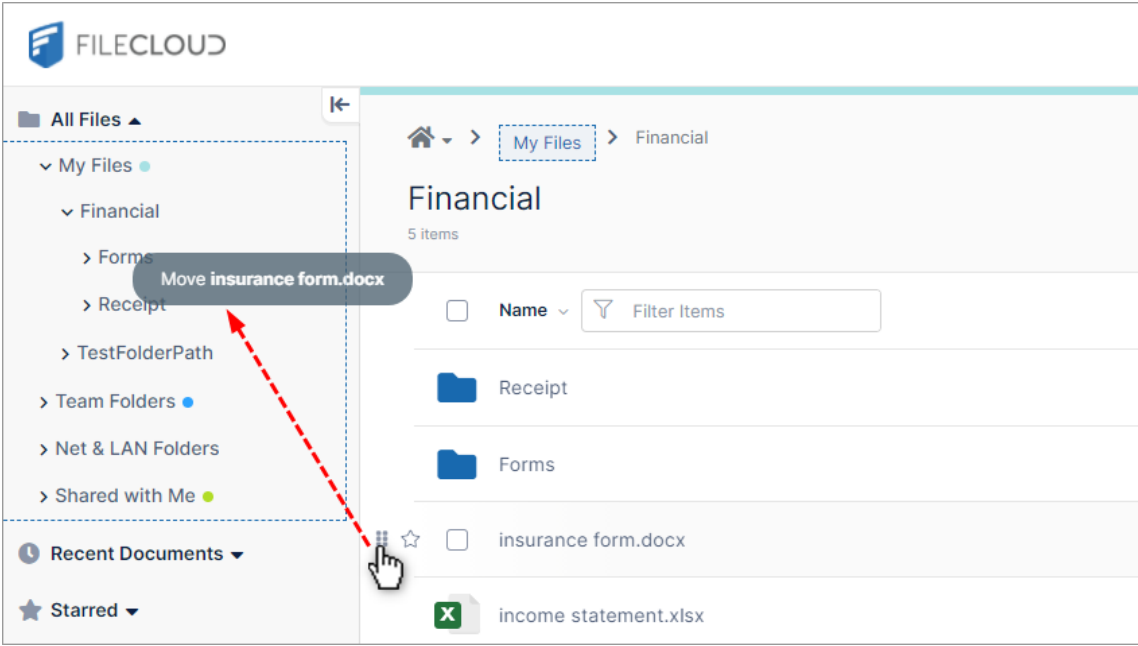 FILECLOUD
All Files
My Files
Financial
Forms
Move insurance form.docx
Receipt
TestFolderPath
Team Folders
Net & LAN Folders
Shared with Me
Recent Documents
Starred
My Files
Financial
Financial
5 items
Name
Filter Items
Receipt
Forms
insurance form.docx
X
income statement.xlsx